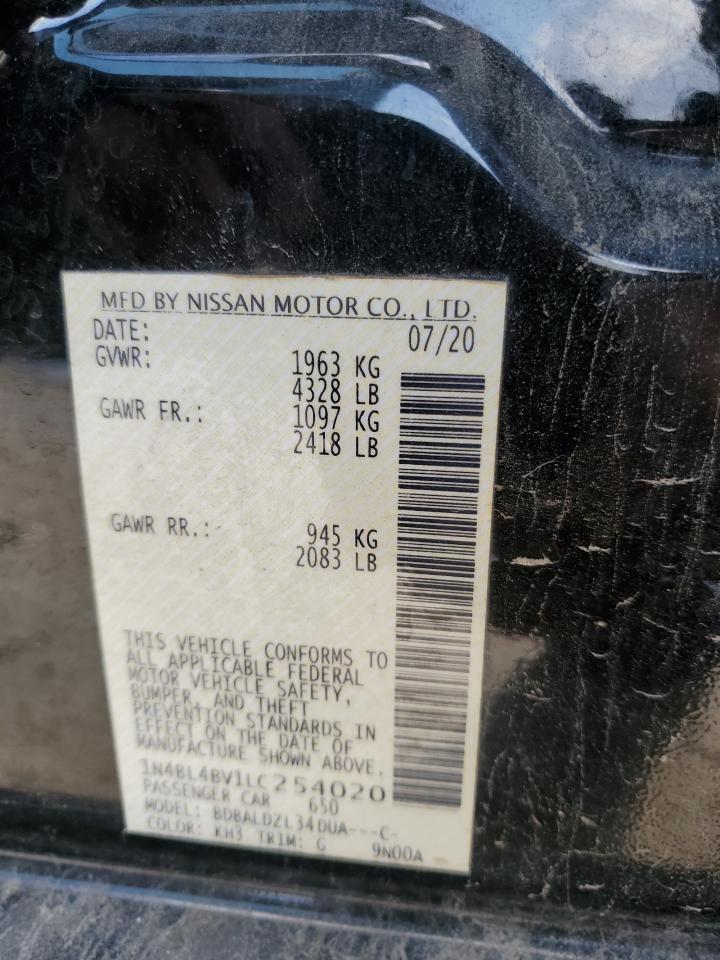 MFD BY NISSAN MOTOR CO., LTD.
DATE: 07/20
GVWR: 1963 KG
4328 LB
GAWR FR.: 1097 KG
2418 LB
GAWR RR.: 945 KG
2083 LB
THIS VEHICLE CONFORMS TO
ALL APPLICABLE FEDERAL
MOTOR VEHICLE SAFETY,
BUMPER, AND THEFT
PREVENTION STANDARDS IN
EFFECT ON THE DATE OF
MANUFACTURE SHOWN ABOVE.
1N4BL4BV1LC254020
PASSENGER CAR 650
MODEL: BDBALDZL34DUA---C-
COLOR: KH3 TRIM: G 9N00A